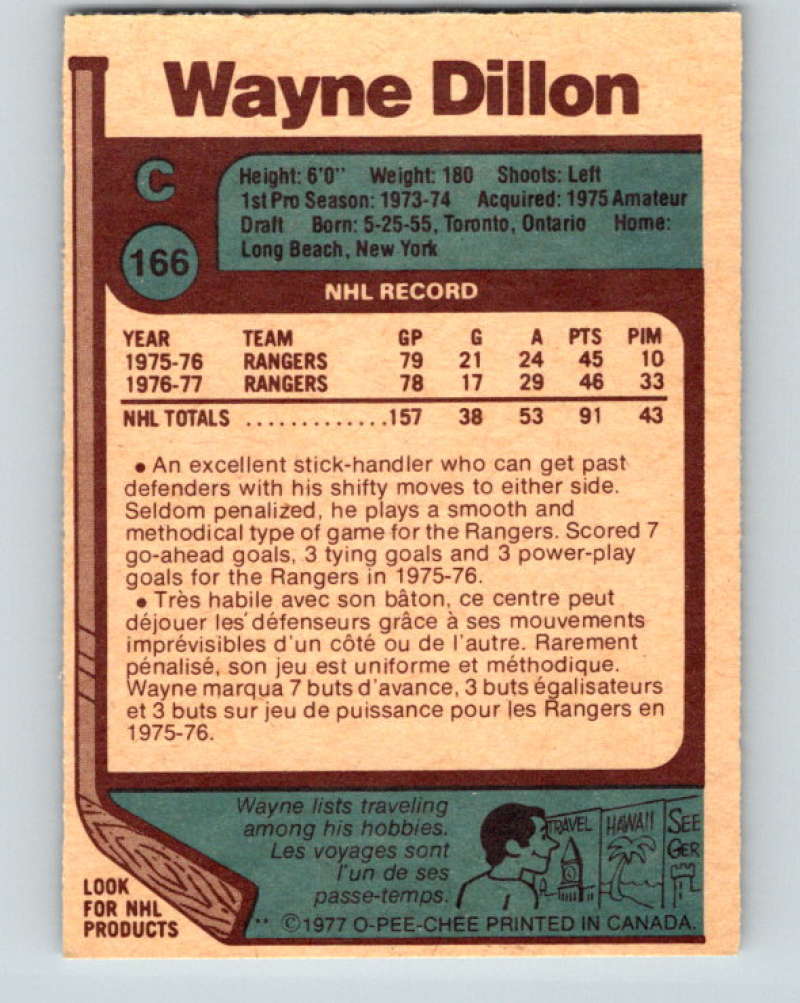 Wayne Dillon
C
166
Height: 6'0" Weight: 180 Shoots: Left
1st Pro Season: 1973-74 Acquired: 1975 Amateur
Draft Born: 5-25-55, Toronto, Ontario Home:
Long Beach, New York
NHL RECORD
YEAR TEAM GP G A PTS PIM
1975-76 RANGERS 79 21 24 45 10
1976-77 RANGERS 78 17 29 46 33
NHL TOTALS .............157 38 53 91 43
• An excellent stick-handler who can get past
defenders with his shifty moves to either side.
Seldom penalized, he plays a smooth and
methodical type of game for the Rangers. Scored 7
go-ahead goals, 3 tying goals and 3 power-play
goals for the Rangers in 1975-76.
• Très habile avec son bâton, ce centre peut
déjouer les défenseurs grâce à ses mouvements
imprévisibles d'un côté ou de l'autre. Rarement
pénalisé, son jeu est uniforme et méthodique.
Wayne marqua 7 buts d'avance, 3 buts égalisateurs
et 3 buts sur jeu de puissance pour les Rangers en
1975-76.
Wayne lists traveling
among his hobbies.
Les voyages sont
l'un de ses
passe-temps.
TRAVEL HAWAII SEE
GER
LOOK
FOR NHL
PRODUCTS
** ©1977 O-PEE-CHEE PRINTED IN CANADA.